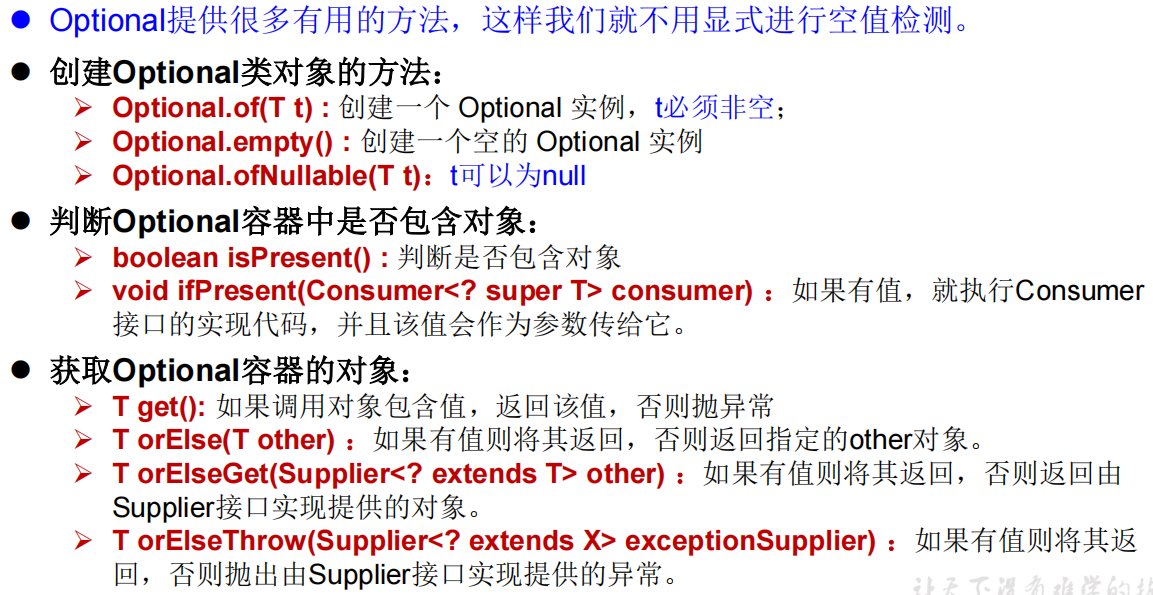 Optional提供很多有用的方法，这样我们就不用显式进行空值检测。
创建Optional类对象的方法：
Optional.of(T t) : 创建一个 Optional 实例，t必须非空；
Optional.empty() : 创建一个空的 Optional 实例
Optional.ofNullable(T t)：t可以为null
判断Optional容器中是否包含对象：
boolean isPresent() : 判断是否包含对象
void ifPresent(Consumer<? super T> consumer) ：如果有值，就执行Consumer
接口的实现代码，并且该值会作为参数传给它。
获取Optional容器的对象：
T get(): 如果调用对象包含值，返回该值，否则抛异常
T orElse(T other) ：如果有值则将其返回，否则返回指定的other对象。
T orElseGet(Supplier<? extends T> other) ：如果有值则将其返回，否则返回由
Supplier接口实现提供的对象。
T orElseThrow(Supplier<? extends X> exceptionSupplier) ：如果有值则将其返
回，否则抛出由Supplier接口实现提供的异常。
让天下没有难学的技